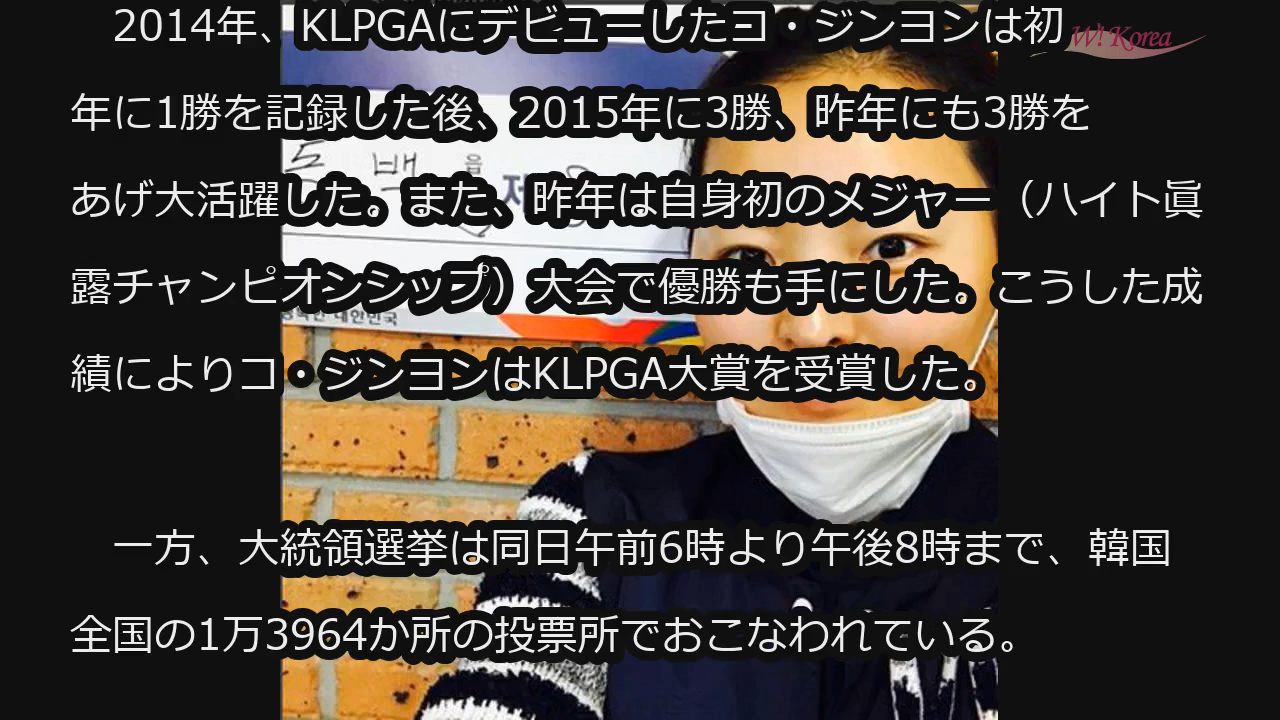 2014年、KLPGAにデビューしたヨ・ジンヨンは初
W! Korea
年に1勝を記録した後、2015年に3勝、昨年にも3勝を
あげ大活躍した。また、昨年は自身初のメジャー（ハイト眞
露チャンピオンシップ）大会で優勝も手にした。こうした成
績によりコ・ジンヨンはKLPGA大賞を受賞した。
읍
제
대한민국
一方、大統領選挙は同日午前6時より午後8時まで、韓国
全国の1万3964か所の投票所でおこなわれている。